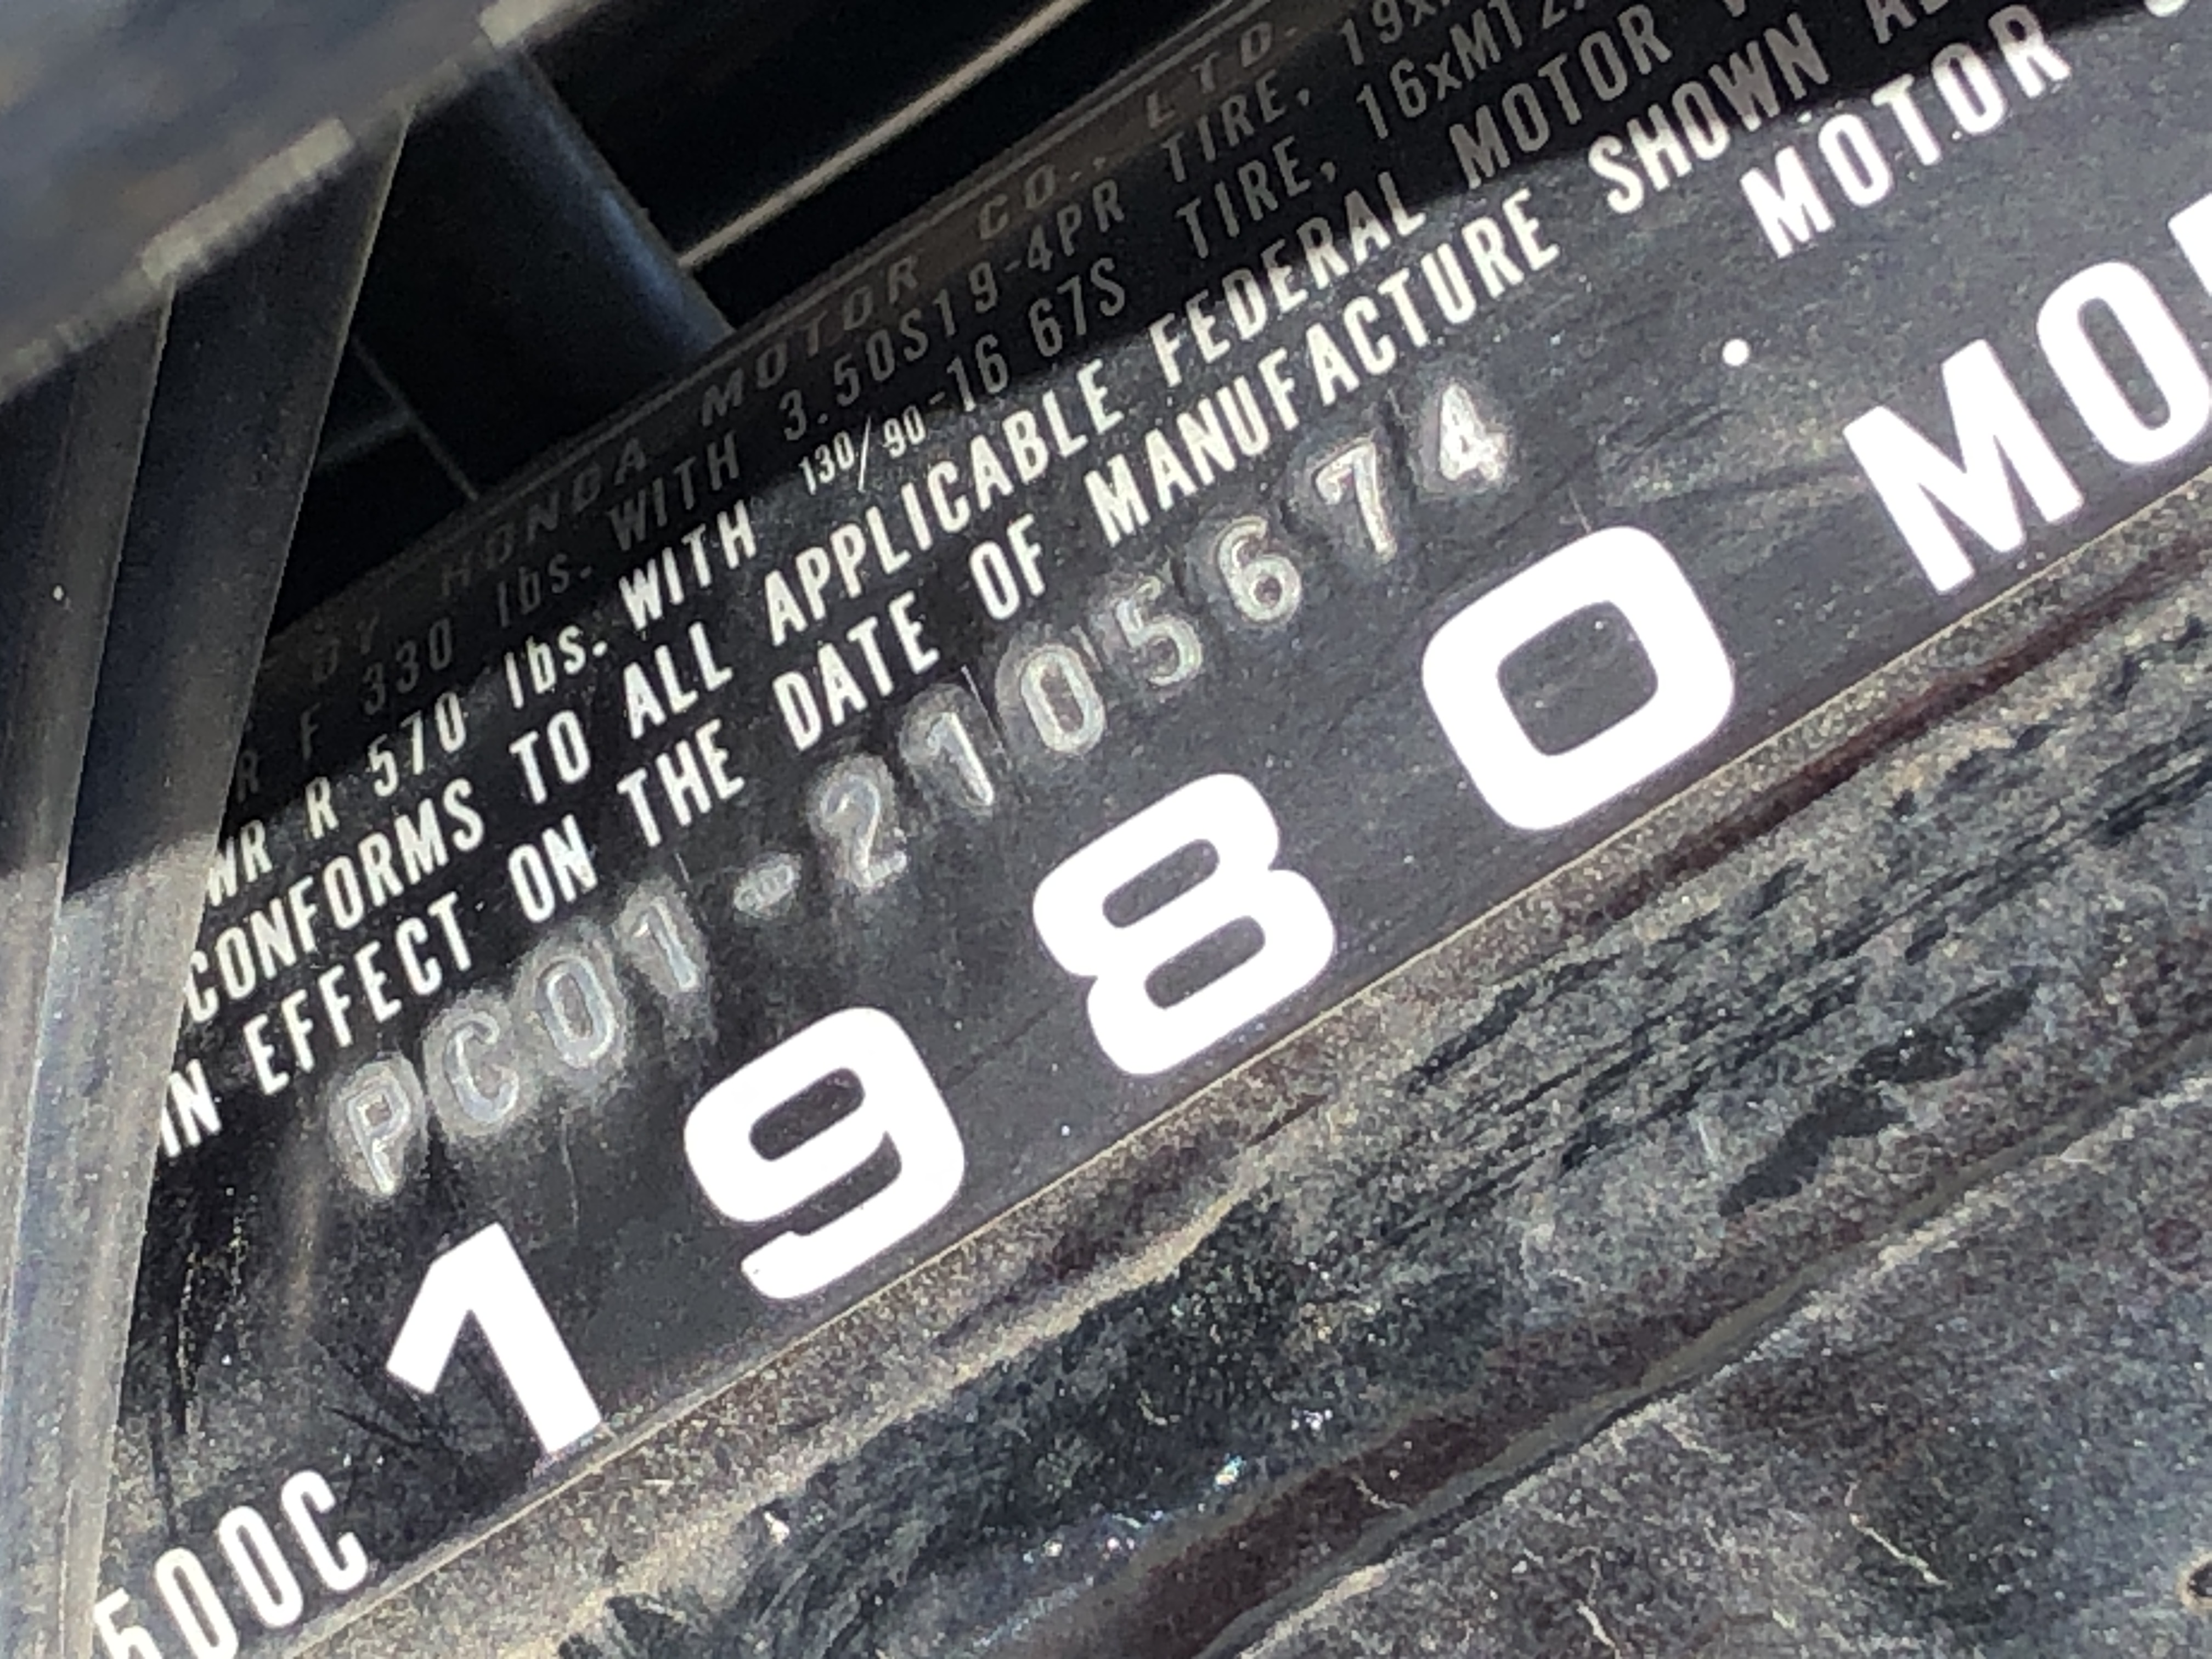 BY HONDA MOTOR CO., LTD.
R F 330 lbs. WITH 3.50S19-4PR TIRE,
WR R 570 lbs. WITH 130/90-16 67S TIRE,
CONFORMS TO ALL APPLICABLE FEDERAL MOTOR
IN EFFECT ON THE DATE OF MANUFACTURE SHOWN
PC01-2105674 MOTOR
500C 1980 MO